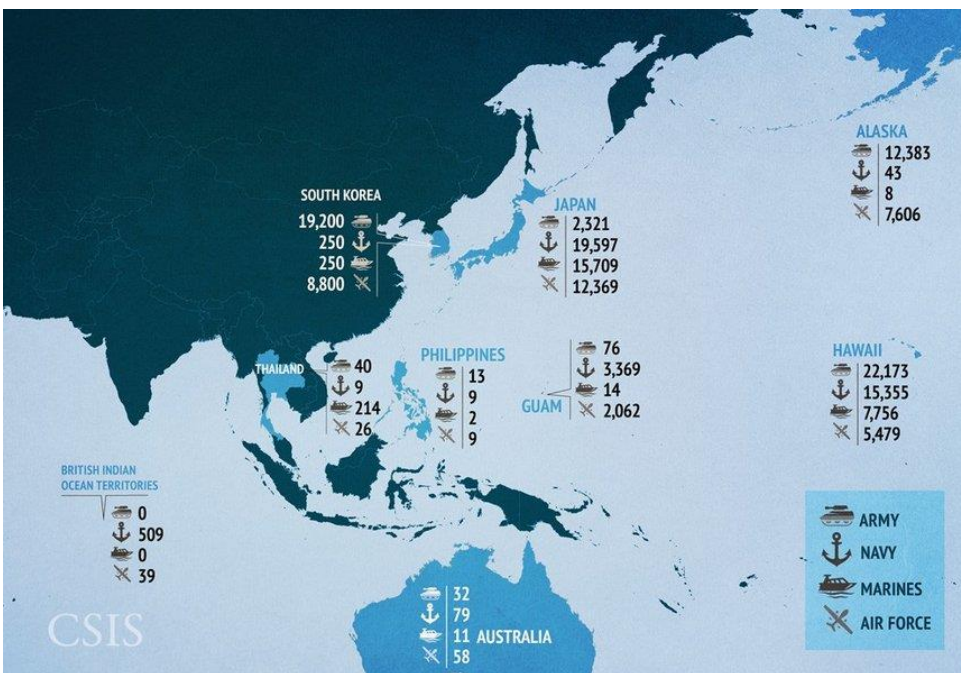 ALASKA
12,383
43
8
7,606
SOUTH KOREA
19,200
250
250
8,800
JAPAN
2,321
19,597
15,709
12,369
THAILAND
40
9
214
26
PHILIPPINES
13
9
2
9
GUAM
76
3,369
14
2,062
HAWAII
22,173
15,355
7,756
5,479
BRITISH INDIAN
OCEAN TERRITORIES
0
509
0
39
AUSTRALIA
32
79
11
58
ARMY
NAVY
MARINES
AIR FORCE
CSIS